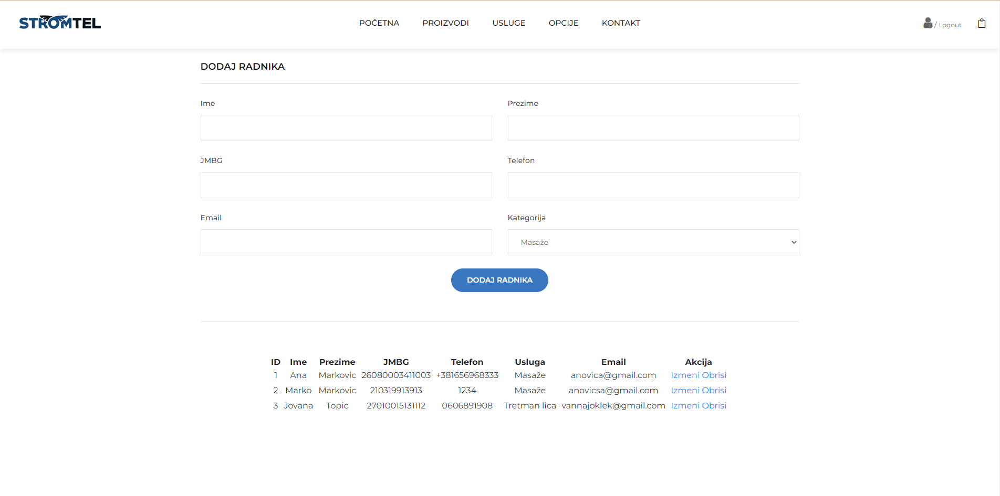 STROMTEL
POČETNA PROIZVODI USLUGE OPCIJE KONTAKT
/ Logout
DODAJ RADNIKA
Ime Prezime
JMBG Telefon
Email Kategorija
Masaže
DODAJ RADNIKA
ID Ime Prezime JMBG Telefon Usluga Email Akcija
1 Ana Markovic 26080003411003 +381656968333 Masaže anovica@gmail.com Izmeni Obrisi
2 Marko Markovic 210319913913 1234 Masaže anovicsa@gmail.com Izmeni Obrisi
3 Jovana Topic 27010015131112 0606891908 Tretman lica vannajoklek@gmail.com Izmeni Obrisi